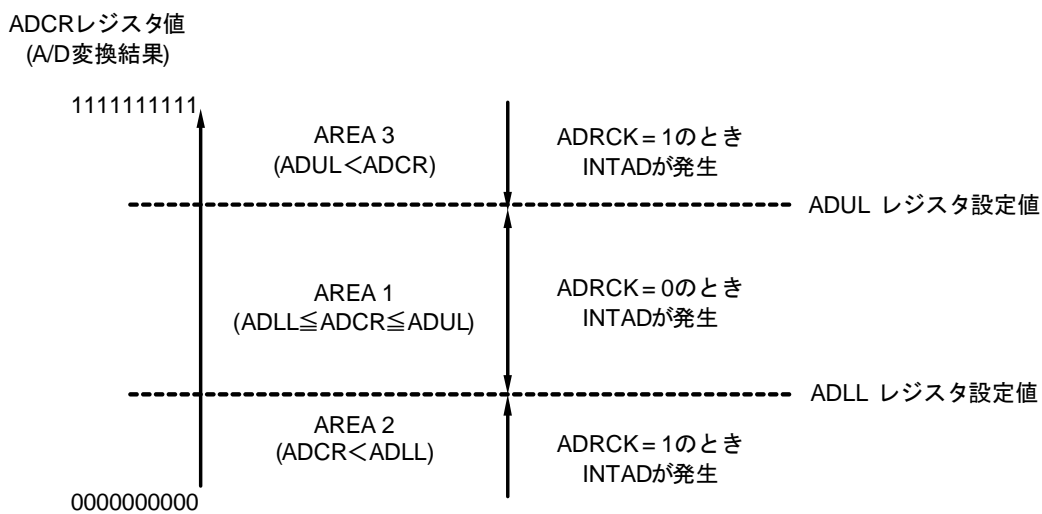 ADCRレジスタ値
(A/D変換結果)
1111111111
AREA 3
(ADUL＜ADCR)
ADRCK = 1のとき
INTADが発生
ADUL レジスタ設定値
AREA 1
(ADLL≦ADCR≦ADUL)
ADRCK = 0のとき
INTADが発生
ADLL レジスタ設定値
AREA 2
(ADCR＜ADLL)
ADRCK = 1のとき
INTADが発生
0000000000